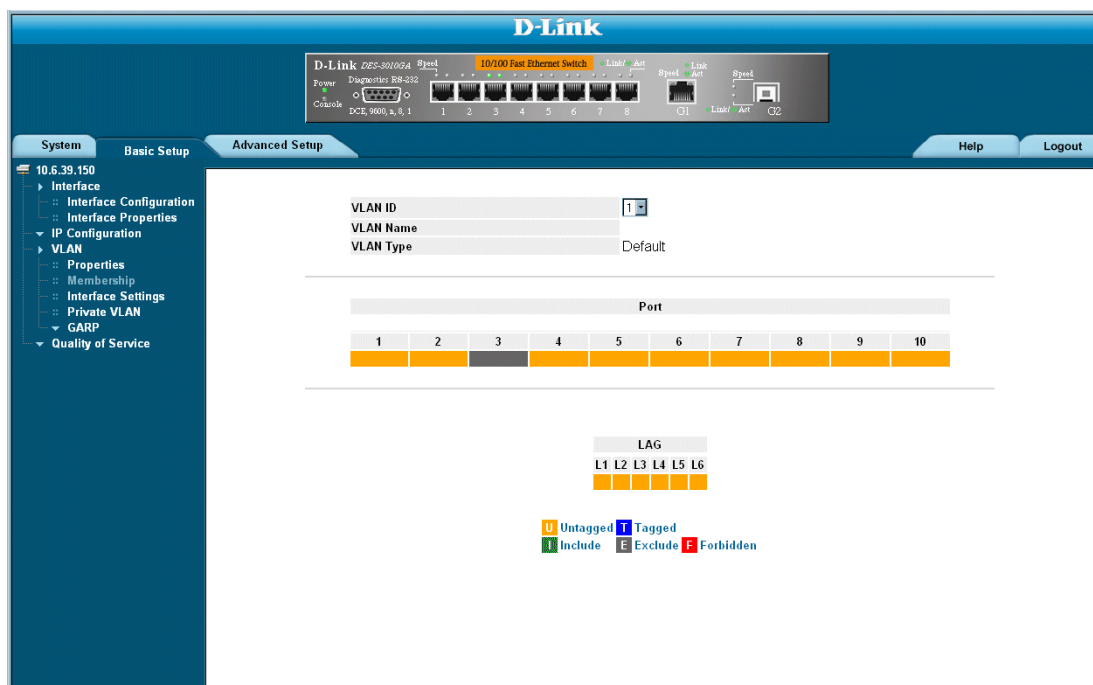 D-Link
D-Link DES-3010GA Speed 10/100 Fast Ethernet Switch Link/ Act
Power Diagnostics RS-232
Console DCE, 9600, n, 8, 1
1 2 3 4 5 6 7 8
Link
Speed Act
G1
Speed
Link/ Act G2
System Basic Setup Advanced Setup Help Logout
10.6.39.150
Interface
Interface Configuration
Interface Properties
IP Configuration
VLAN
Properties
Membership
Interface Settings
Private VLAN
GARP
Quality of Service
VLAN ID 1
VLAN Name
VLAN Type Default
Port
1 2 3 4 5 6 7 8 9 10
LAG
L1 L2 L3 L4 L5 L6
U Untagged T Tagged
I Include E Exclude F Forbidden